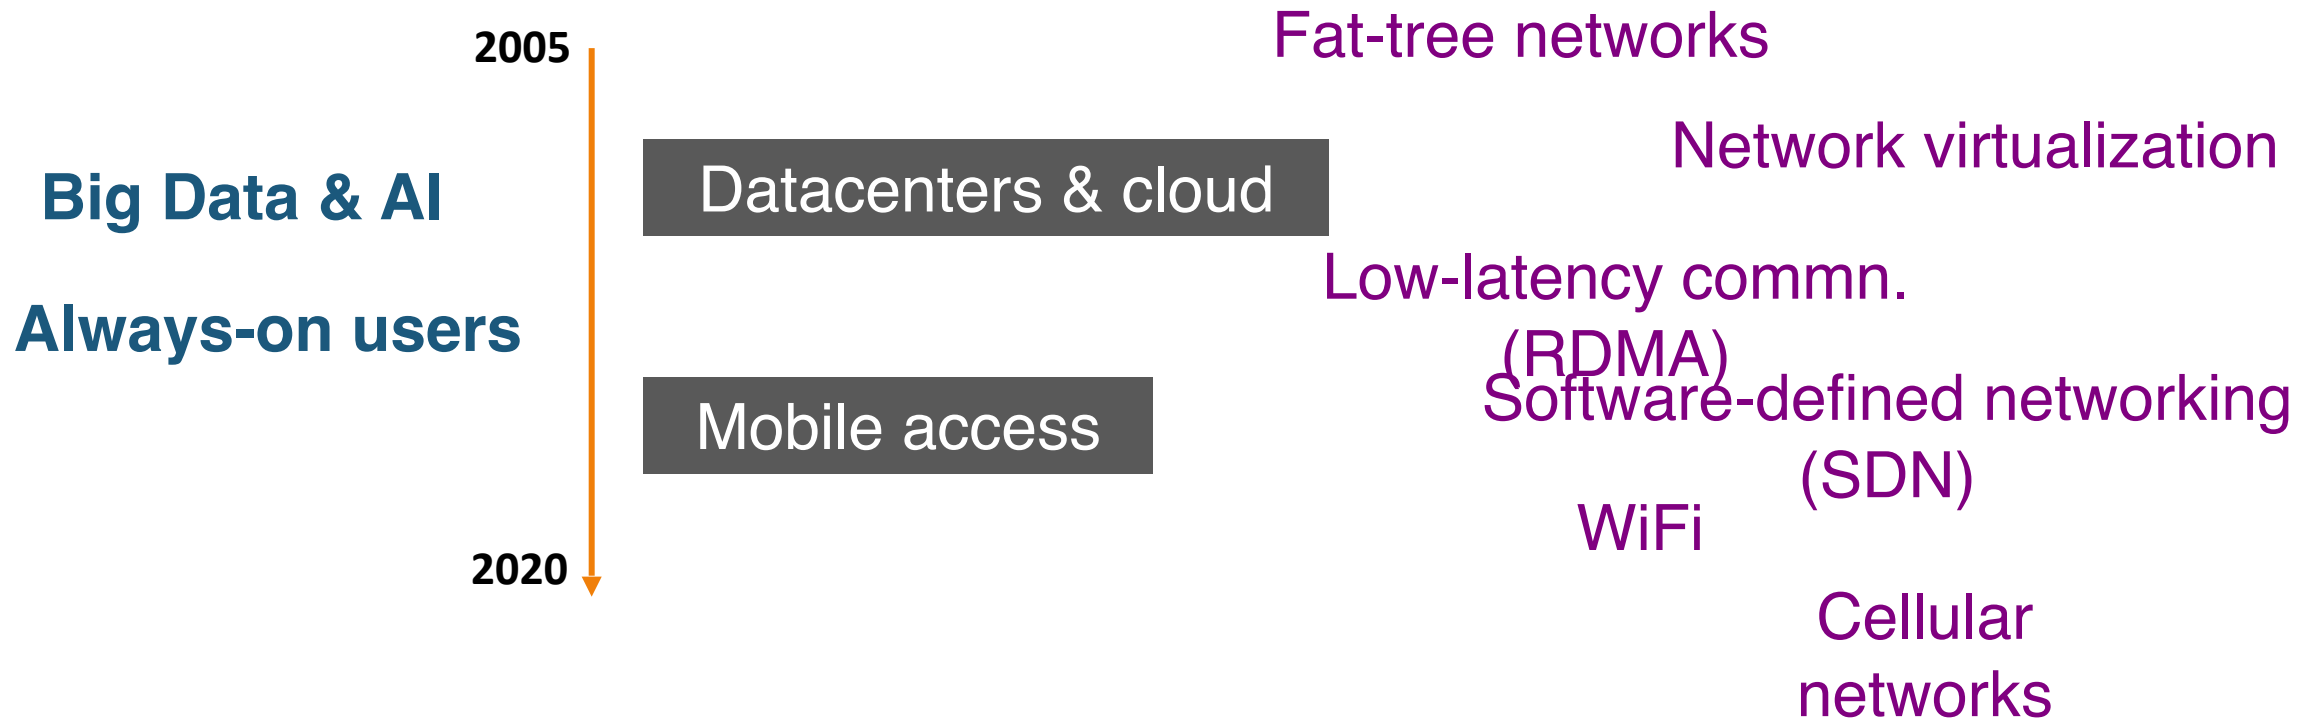 2005
Fat-tree networks
Network virtualization
Big Data & AI
Datacenters & cloud
Low-latency commn.
(RDMA)
Always-on users
Software-defined networking
(SDN)
Mobile access
WiFi
2020
Cellular
networks